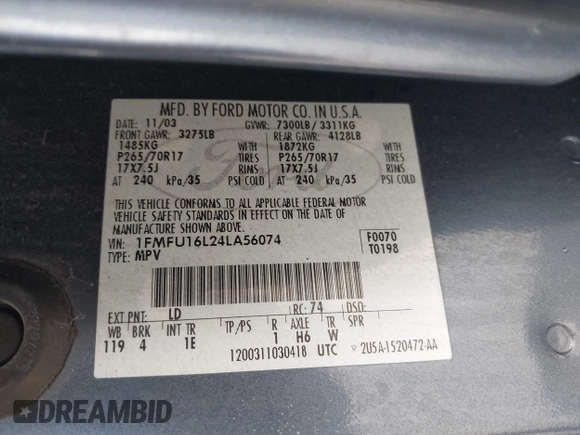 MFD. BY FORD MOTOR CO. IN U.S.A.
DATE: 11/03 GVWR: 7300LB/ 3311KG
FRONT GAWR: 3275LB REAR GAWR: 4128LB
1485KG WITH 1872KG WITH
P265/70R17 TIRES P265/70R17 TIRES
17X7.5J RIMS 17X7.5J RIMS
AT 240 kPa/35 PSI COLD AT 240 kPa/35 PSI COLD
THIS VEHICLE CONFORMS TO ALL APPLICABLE FEDERAL MOTOR
VEHICLE SAFETY STANDARDS IN EFFECT ON THE DATE OF
MANUFACTURE SHOWN ABOVE.
VIN: 1FMFU16L24LA56074 F0070
TYPE: MPV T0198
EXT PNT: LD RC: 74 DSO:
WB BRK INT TR TP/PS R AXLE TR SPR
119 4 1E 1 H6 W
1200311030418 UTC ▽ 2U5A-1520472-AA
Ford
DREAMBID